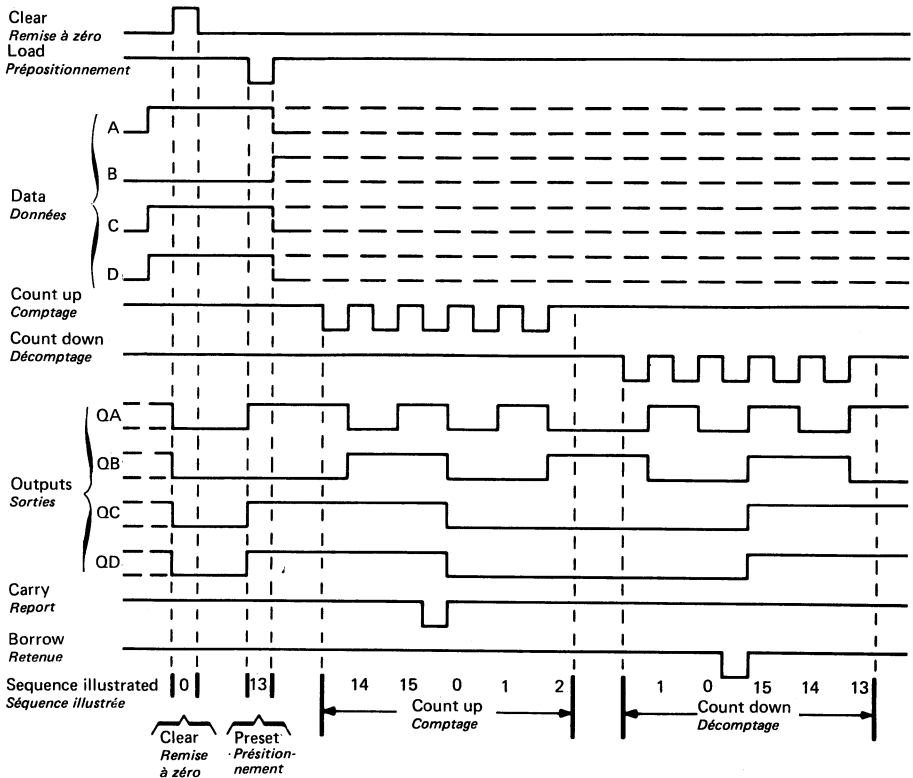 Clear
Remise à zéro
Load
Prépositionnement
A
B
Data
Données
C
D
Count up
Comptage
Count down
Décomptage
QA
QB
Outputs
Sorties
QC
QD
Carry
Report
Borrow
Retenue
Sequence illustrated 0 13 14 15 0 1 2 1 0 15 14 13
Séquence illustrée
Count up
Comptage
Count down
Décomptage
Clear
Remise
à zéro
Preset
Présition-
nement